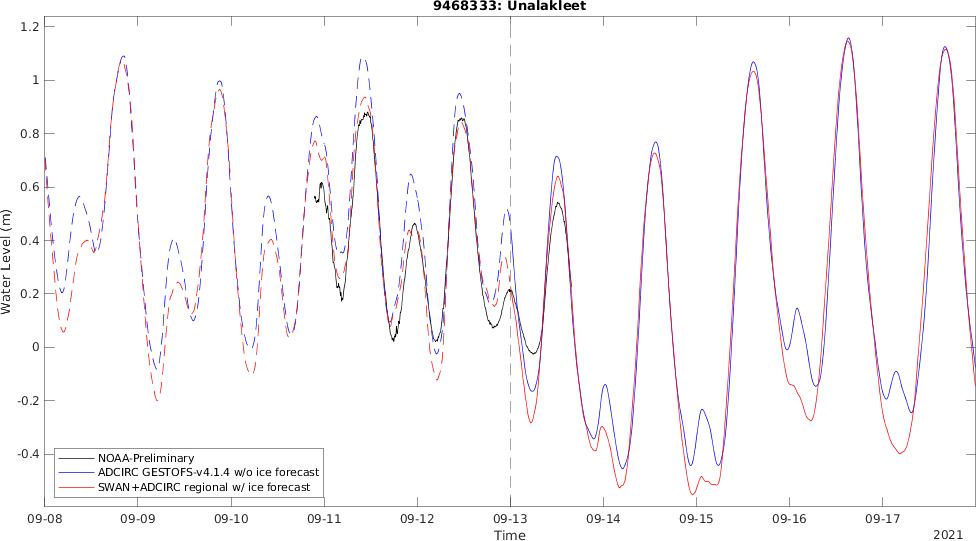 9468333: Unalakleet
1.2
1
0.8
0.6
0.4
0.2
0
-0.2
-0.4
Water Level (m)
NOAA-Preliminary
ADCIRC GESTOFS-v4.1.4 w/o ice forecast
SWAN+ADCIRC regional w/ ice forecast
09-08 09-09 09-10 09-11 09-12 09-13 09-14 09-15 09-16 09-17
Time
2021